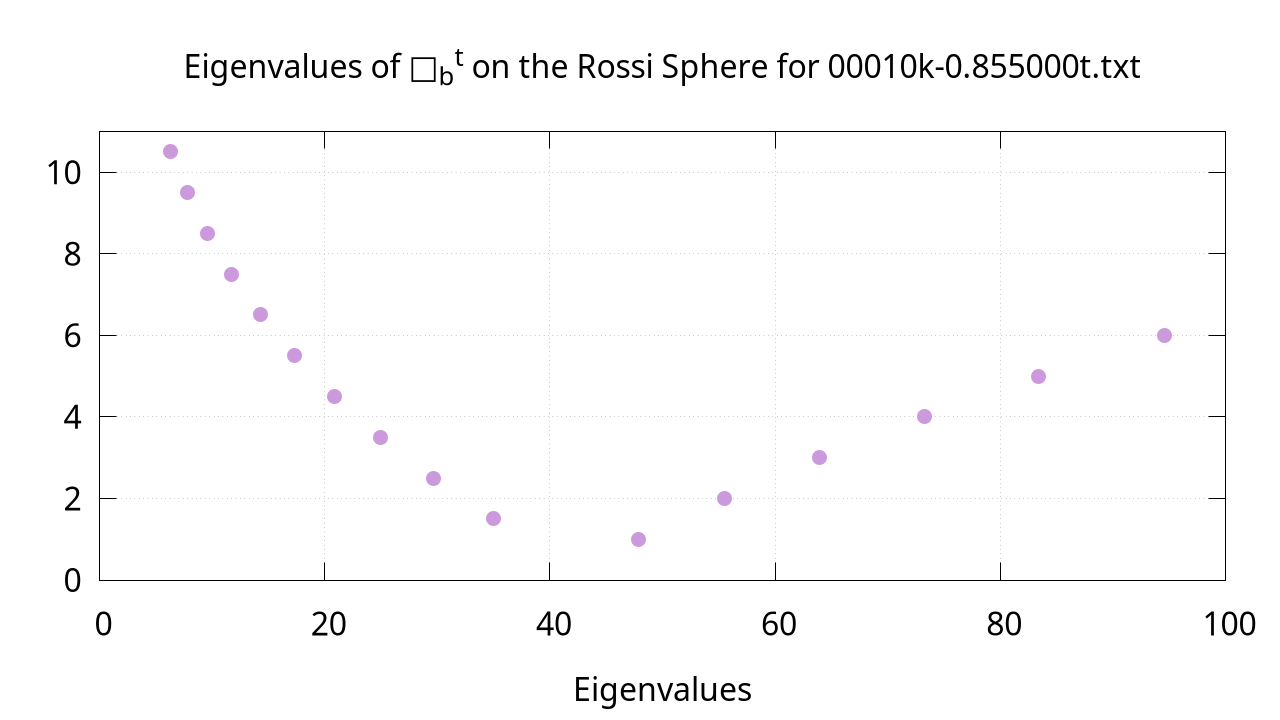 Eigenvalues of □bt on the Rossi Sphere for 00010k-0.855000t.txt
10
8
6
4
2
0
0 20 40 60 80 100
Eigenvalues